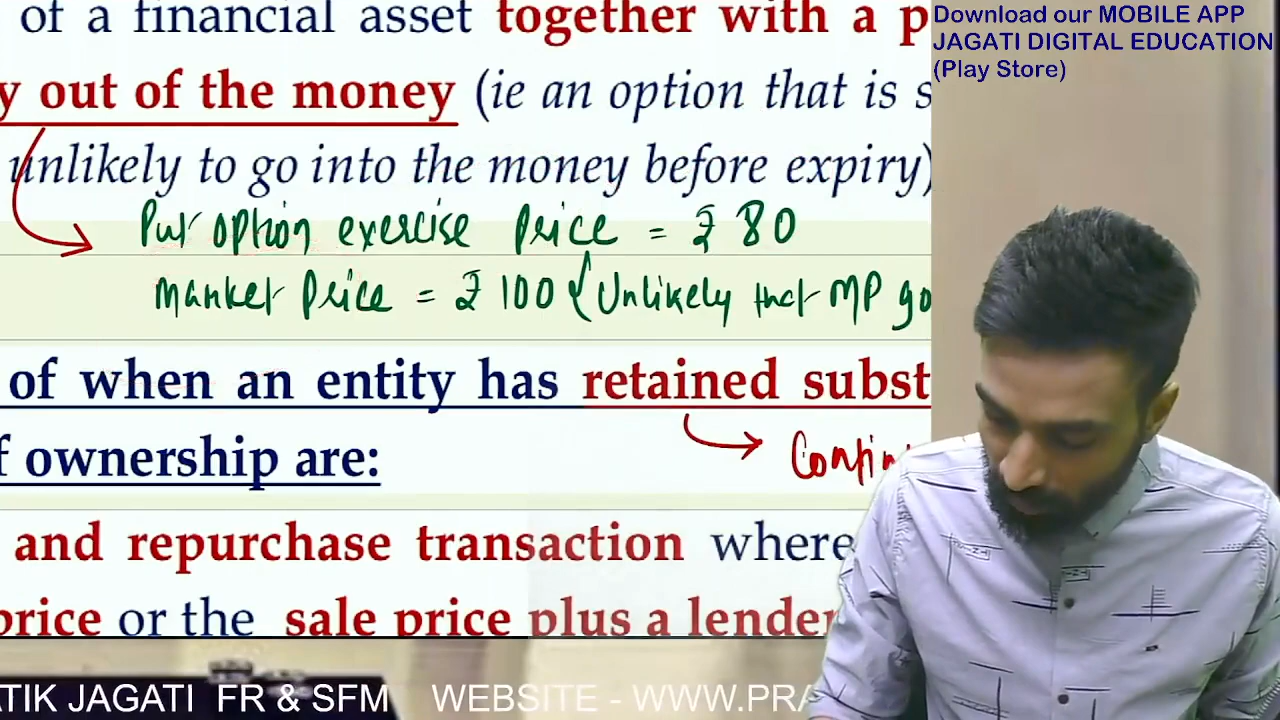 of a financial asset together with a p
y out of the money (ie an option that is s
unlikely to go into the money before expiry)
Put option exercise Price = ₹ 80
Market Price = ₹ 100 { Unlikely that MP go
of when an entity has retained subst
f ownership are:
Contin
and repurchase transaction where
price or the sale price plus a lender
Download our MOBILE APP
JAGATI DIGITAL EDUCATION
(Play Store)
TIK JAGATI FR & SFM WEBSITE - WWW.PRA